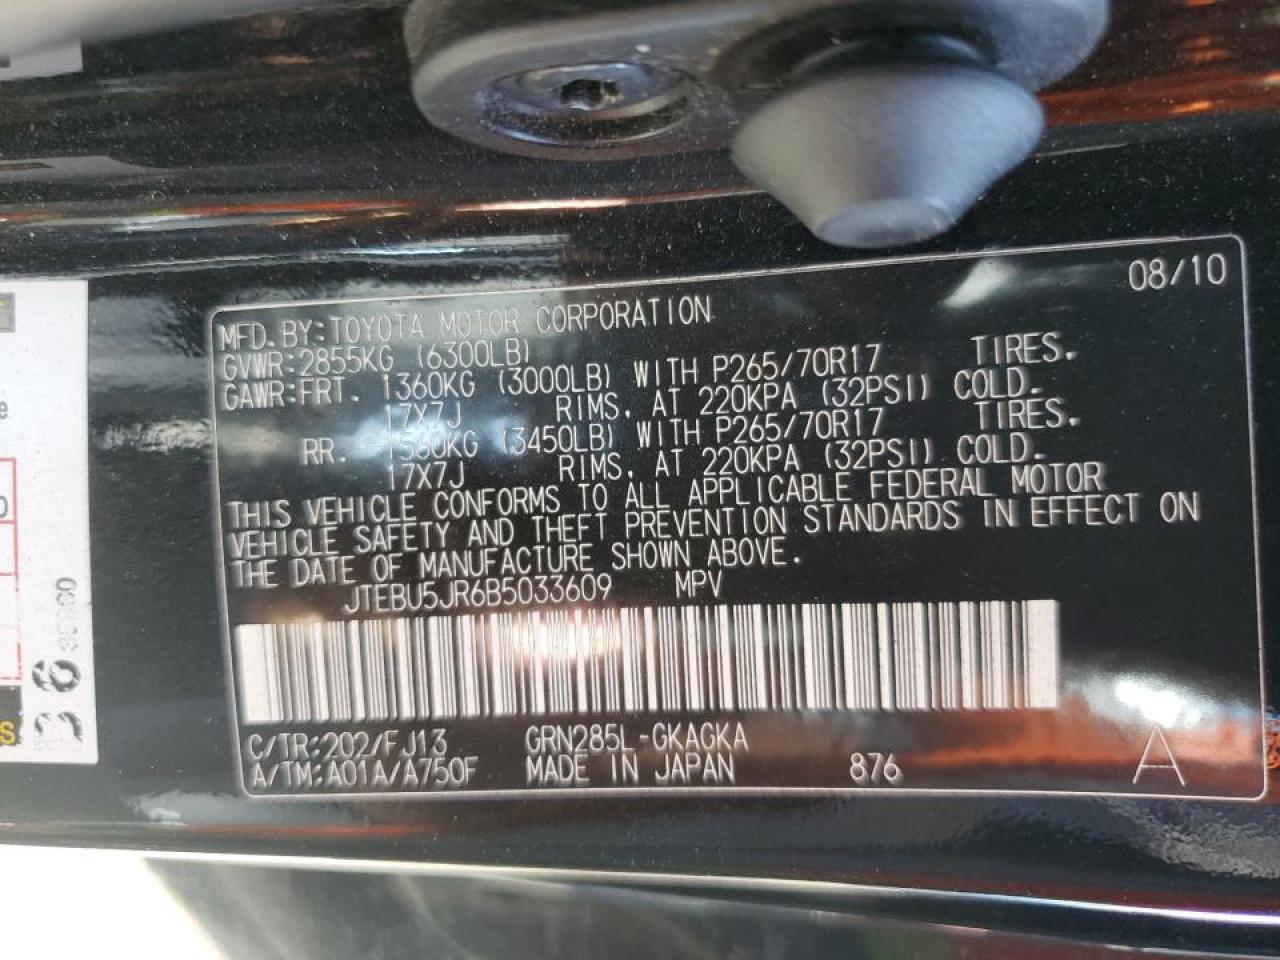 08/10
MFD.BY:TOYOTA MOTOR CORPORATION
GVWR:2855KG (6300LB)
GAWR:FRT. 1360KG (3000LB) WITH P265/70R17 TIRES.
17X7J RIMS. AT 220KPA (32PSI) COLD.
RR. 1560KG (3450LB) WITH P265/70R17 TIRES.
17X7J RIMS. AT 220KPA (32PSI) COLD.
THIS VEHICLE CONFORMS TO ALL APPLICABLE FEDERAL MOTOR
VEHICLE SAFETY AND THEFT PREVENTION STANDARDS IN EFFECT ON
THE DATE OF MANUFACTURE SHOWN ABOVE.
JTEBU5JR6B5033609 MPV
C/TR:202/FJ13 GRN285L-GKAGKA
A/TM:A01A/A750F MADE IN JAPAN 876 A
36